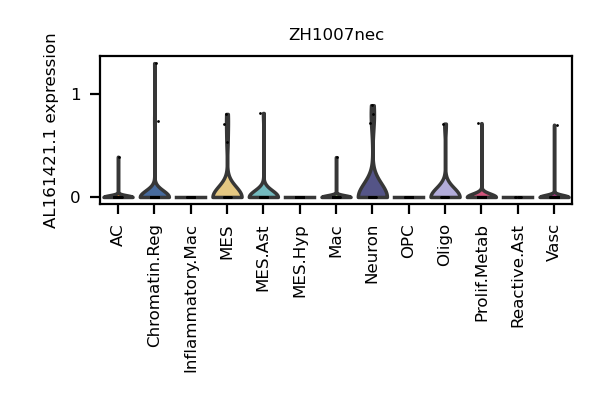 ZH1007nec
AL161421.1 expression
1
0
AC
Chromatin.Reg
Inflammatory.Mac
MES
MES.Ast
MES.Hyp
Mac
Neuron
OPC
Oligo
Prolif.Metab
Reactive.Ast
Vasc